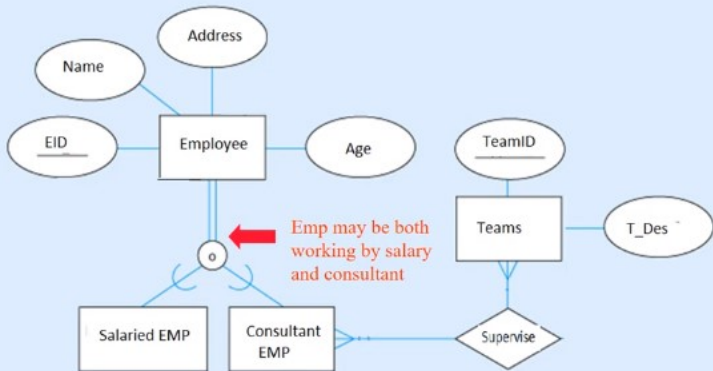 Address
Name
EID
Employee
Age
TeamID
Teams
T_Des
Emp may be both
working by salary
and consultant
o
Salaried EMP
Consultant
EMP
Supervise